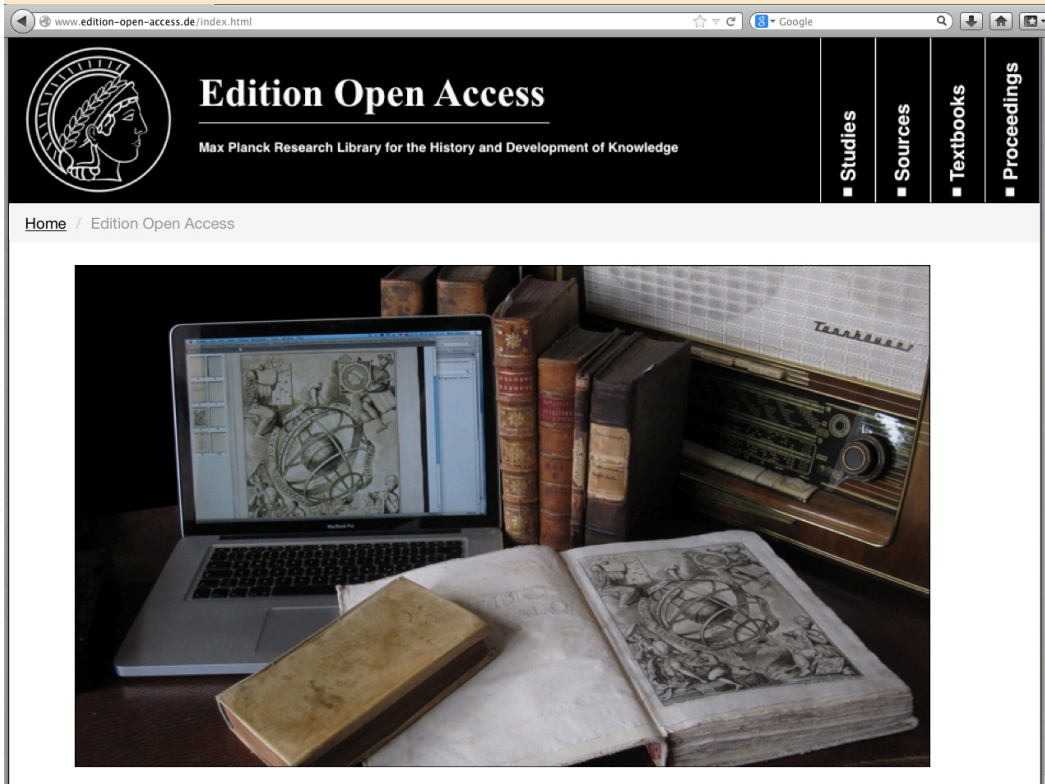 www.edition-open-access.de/index.html
Google
Edition Open Access
Max Planck Research Library for the History and Development of Knowledge
Studies
Sources
Textbooks
Proceedings
Home / Edition Open Access
Tannhäuser
MacBook Pro